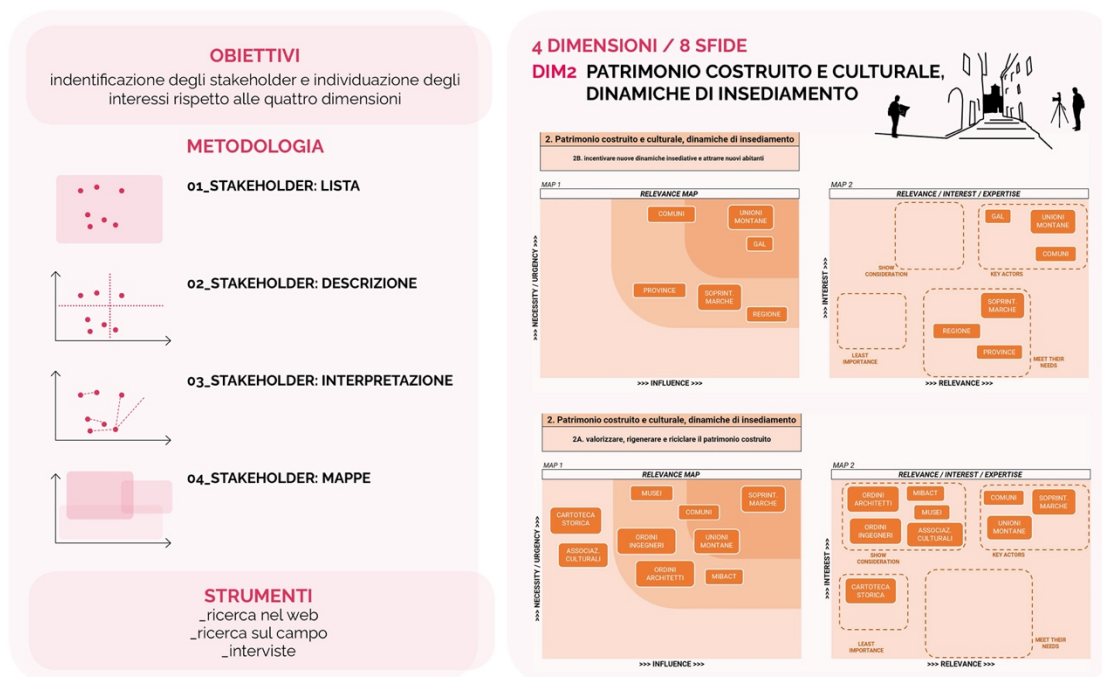 OBIETTIVI
indentificazione degli stakeholder e individuazione degli
interessi rispetto alle quattro dimensioni
METODOLOGIA
01_STAKEHOLDER: LISTA
02_STAKEHOLDER: DESCRIZIONE
03_STAKEHOLDER: INTERPRETAZIONE
04_STAKEHOLDER: MAPPE
STRUMENTI
_ricerca nel web
_ricerca sul campo
_interviste
4 DIMENSIONI / 8 SFIDE
DIM2 PATRIMONIO COSTRUITO E CULTURALE,
DINAMICHE DI INSEDIAMENTO
2. Patrimonio costruito e culturale, dinamiche di insediamento
2B. incentivare nuove dinamiche insediative e attrarre nuovi abitanti
MAP 1
RELEVANCE MAP
COMUNI
UNIONI
MONTANE
GAL
PROVINCE
SOPRINT.
MARCHE
REGIONE
>>> NECESSITY / URGENCY >>>
>>> INFLUENCE >>>
MAP 2
RELEVANCE / INTEREST / EXPERTISE
GAL
UNIONI
MONTANE
COMUNI
SHOW
CONSIDERATION
KEY ACTORS
SOPRINT.
MARCHE
REGIONE
PROVINCE
LEAST
IMPORTANCE
MEET THEIR
NEEDS
>>> INTEREST >>>
>>> RELEVANCE >>>
2. Patrimonio costruito e culturale, dinamiche di insediamento
2A. valorizzare, rigenerare e riciclare il patrimonio costruito
MAP 1
RELEVANCE MAP
MUSEI
SOPRINT.
MARCHE
CARTOTECA
STORICA
COMUNI
ORDINI
INGEGNERI
UNIONI
MONTANE
ASSOCIAZ.
CULTURALI
ORDINI
ARCHITETTI
MIBACT
>>> NECESSITY / URGENCY >>>
>>> INFLUENCE >>>
MAP 2
RELEVANCE / INTEREST / EXPERTISE
ORDINI
ARCHITETTI
MIBACT
MUSEI
ORDINI
INGEGNERI
ASSOCIAZ.
CULTURALI
COMUNI
SOPRINT.
MARCHE
UNIONI
MONTANE
SHOW
CONSIDERATION
KEY ACTORS
CARTOTECA
STORICA
LEAST
IMPORTANCE
MEET THEIR
NEEDS
>>> INTEREST >>>
>>> RELEVANCE >>>